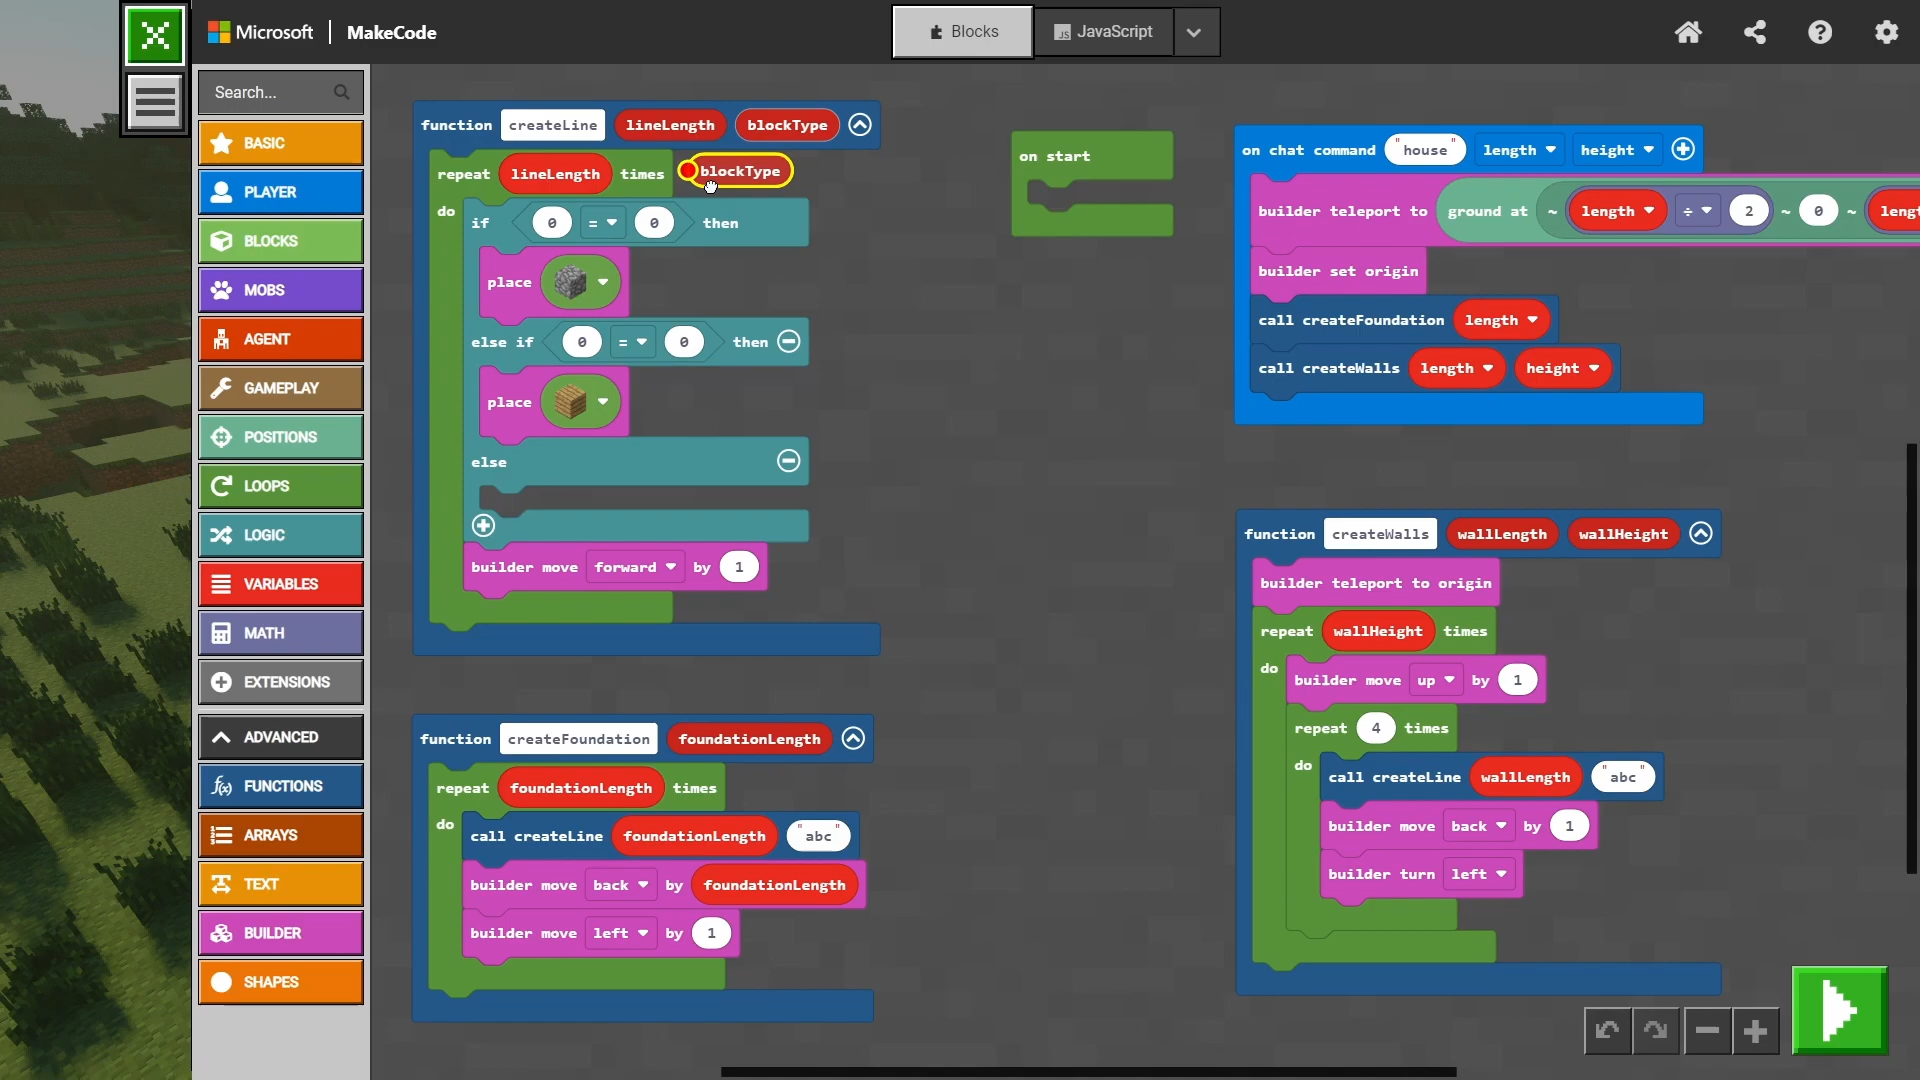 Microsoft | MakeCode
Blocks
JavaScript
Search...
BASIC
PLAYER
BLOCKS
MOBS
AGENT
GAMEPLAY
POSITIONS
LOOPS
LOGIC
VARIABLES
MATH
EXTENSIONS
ADVANCED
FUNCTIONS
ARRAYS
TEXT
BUILDER
SHAPES
function createLine lineLength blockType
repeat lineLength times
blockType
do
if 0 = 0 then
place
else if 0 = 0 then
place
else
builder move forward by 1
function createFoundation foundationLength
repeat foundationLength times
do
call createLine foundationLength "abc"
builder move back by foundationLength
builder move left by 1
on start
on chat command "house" length height
builder teleport to ground at ~ length ÷ 2 ~ 0 ~
builder set origin
call createFoundation length
call createWalls length height
function createWalls wallLength wallHeight
builder teleport to origin
repeat wallHeight times
do
builder move up by 1
repeat 4 times
do
call createLine wallLength "abc"
builder move back by 1
builder turn left